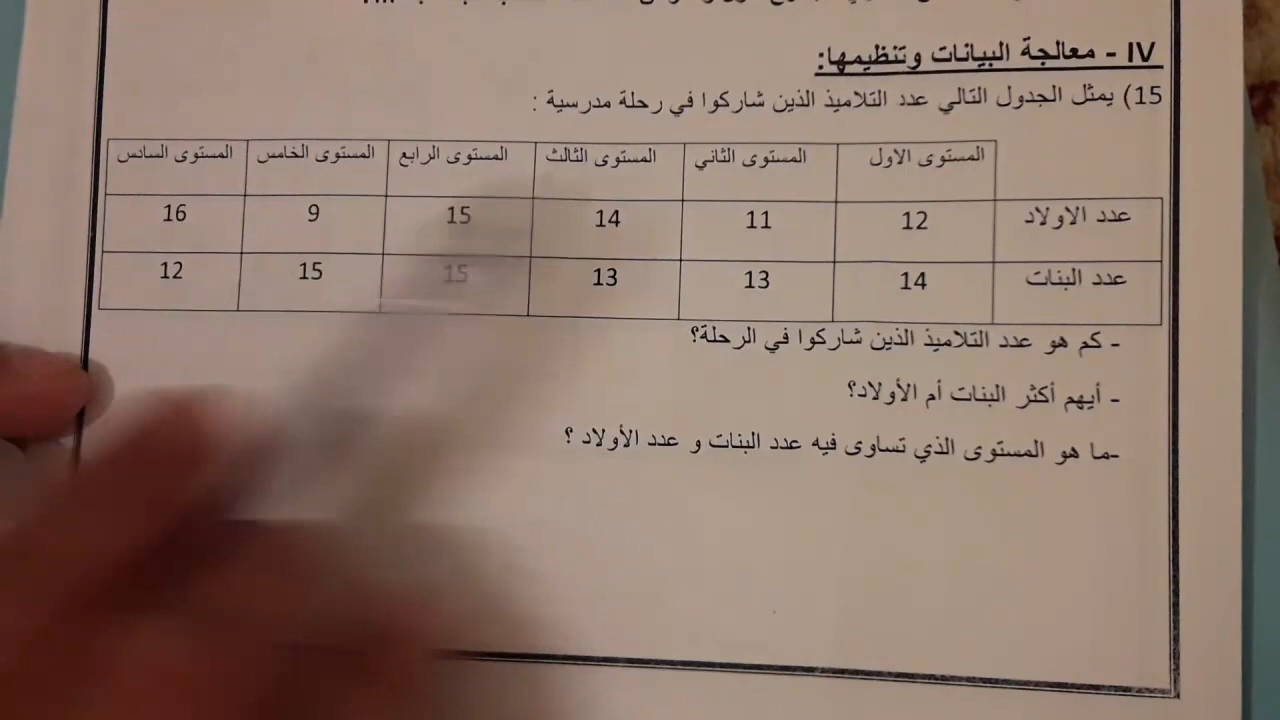 IV - معالجة البيانات وتنظيمها:
15) يمثل الجدول التالي عدد التلاميذ الذين شاركوا في رحلة مدرسية :
المستوى الاول المستوى الثاني المستوى الثالث المستوى الرابع المستوى الخامس المستوى السادس
عدد الاولاد 12 11 14 15 9 16
عدد البنات 14 13 13 15 15 12
- كم هو عدد التلاميذ الذين شاركوا في الرحلة؟
- أيهم أكثر البنات أم الأولاد؟
-ما هو المستوى الذي تساوى فيه عدد البنات و عدد الأولاد ؟